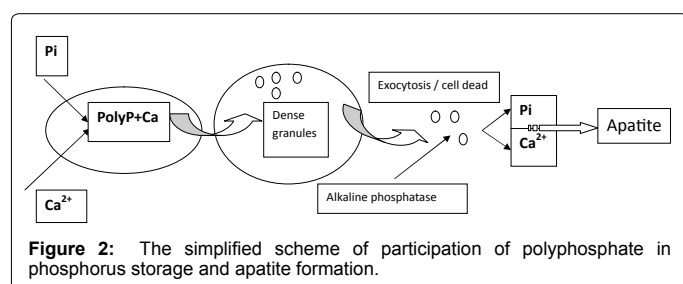 Pi
PolyP+Ca
Ca²⁺
Dense
granules
Exocytosis / cell dead
Alkaline phosphatase
Pi
Ca²⁺
Apatite
Figure 2: The simplified scheme of participation of polyphosphate in
phosphorus storage and apatite formation.